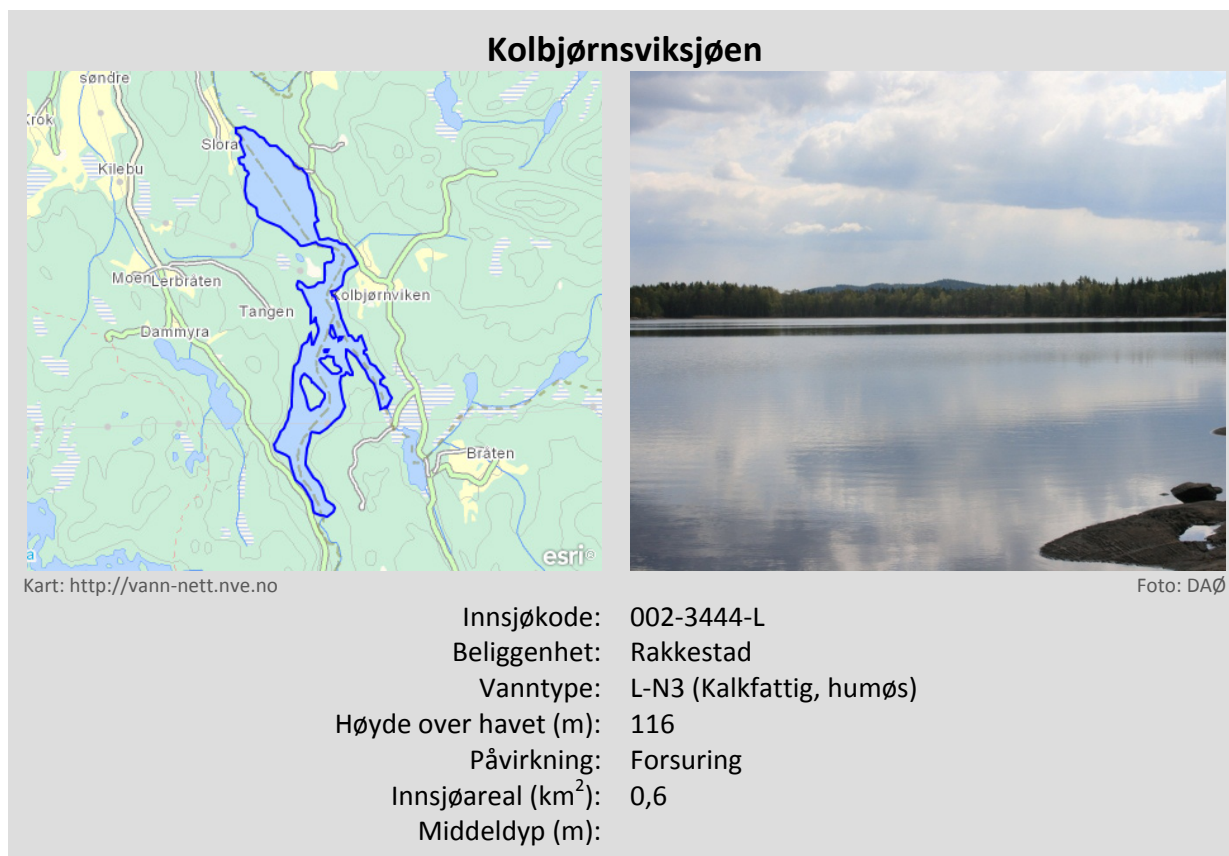 Kolbjørnsviksjøen
søndre
Krok
Slora
Kilebu
Moen
Lerbråten
Kolbjørnviken
Tangen
Dammyra
Bråten
esri
Kart: http://vann-nett.nve.no
Foto: DAØ
Innsjøkode: 002-3444-L
Beliggenhet: Rakkestad
Vanntype: L-N3 (Kalkfattig, humøs)
Høyde over havet (m): 116
Påvirkning: Forsuring
Innsjøareal (km²): 0,6
Middeldyp (m):